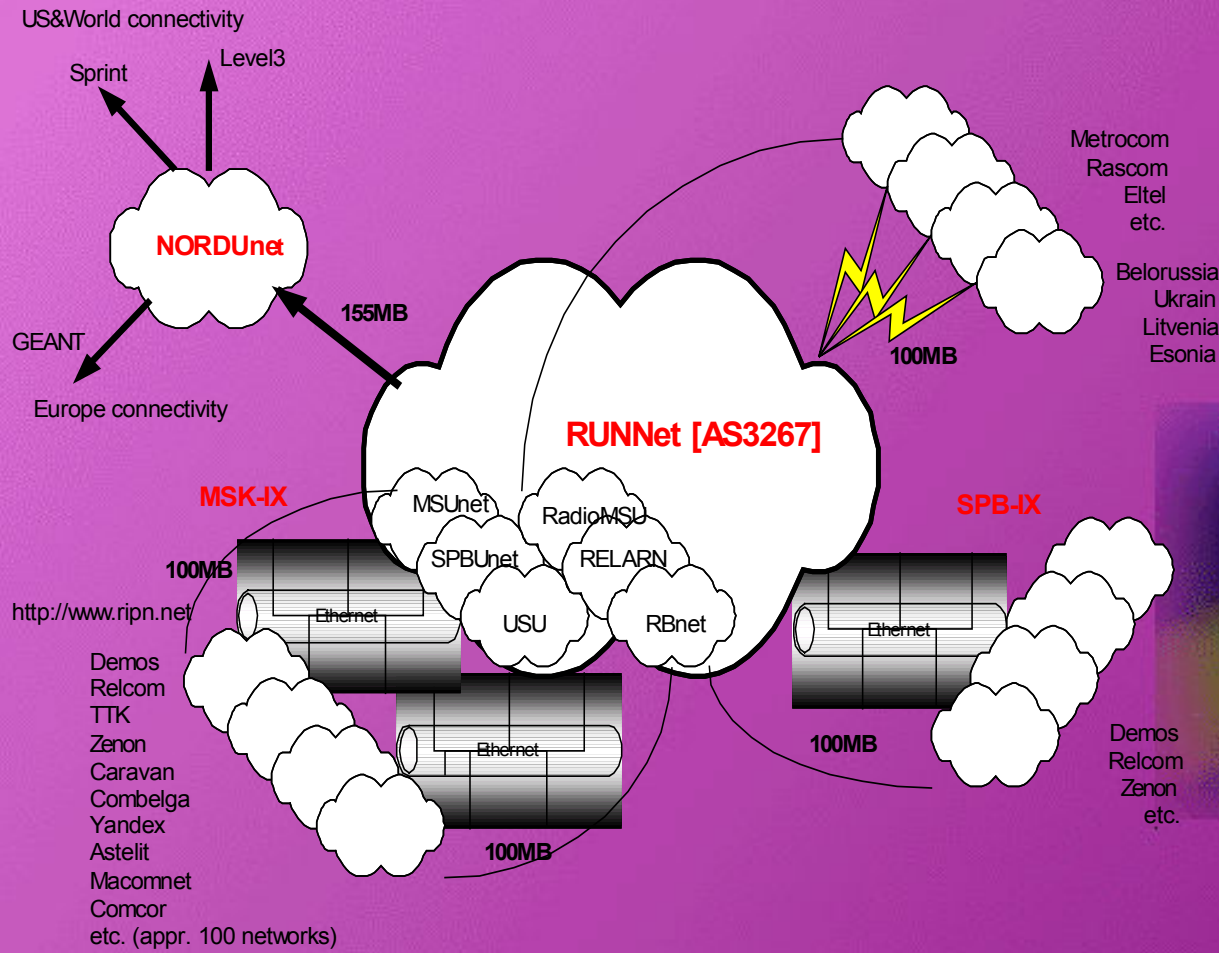 US&World connectivity
Sprint
Level3
NORDUnet
155MB
GEANT
Europe connectivity
Metrocom
Rascom
Eltel
etc.
Belorussia
Ukrain
Litvenia
Esonia
100MB
RUNNet [AS3267]
MSK-IX
SPB-IX
MSUnet
RadioMSU
SPBUnet
RELARN
USU
RBnet
100MB
Ethernet
http://www.ripn.net
Demos
Relcom
TTK
Zenon
Caravan
Combelga
Yandex
Astelit
Macomnet
Comcor
etc. (appr. 100 networks)
Ethernet
100MB
Ethernet
100MB
Demos
Relcom
Zenon
etc.